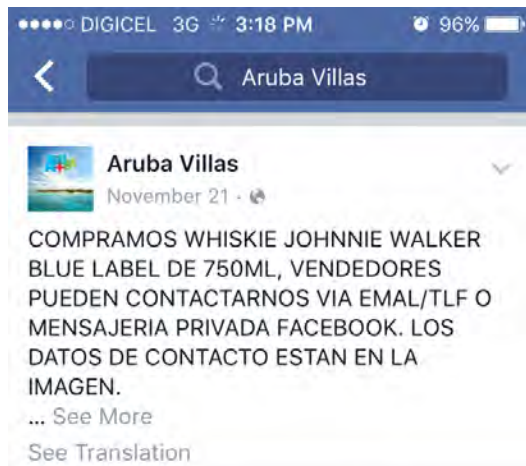 DIGICEL 3G 3:18 PM 96%
Aruba Villas
Aruba Villas
November 21 ·
COMPRAMOS WHISKIE JOHNNIE WALKER
BLUE LABEL DE 750ML, VENDEDORES
PUEDEN CONTACTARNOS VIA EMAL/TLF O
MENSAJERIA PRIVADA FACEBOOK. LOS
DATOS DE CONTACTO ESTAN EN LA
IMAGEN.
... See More
See Translation